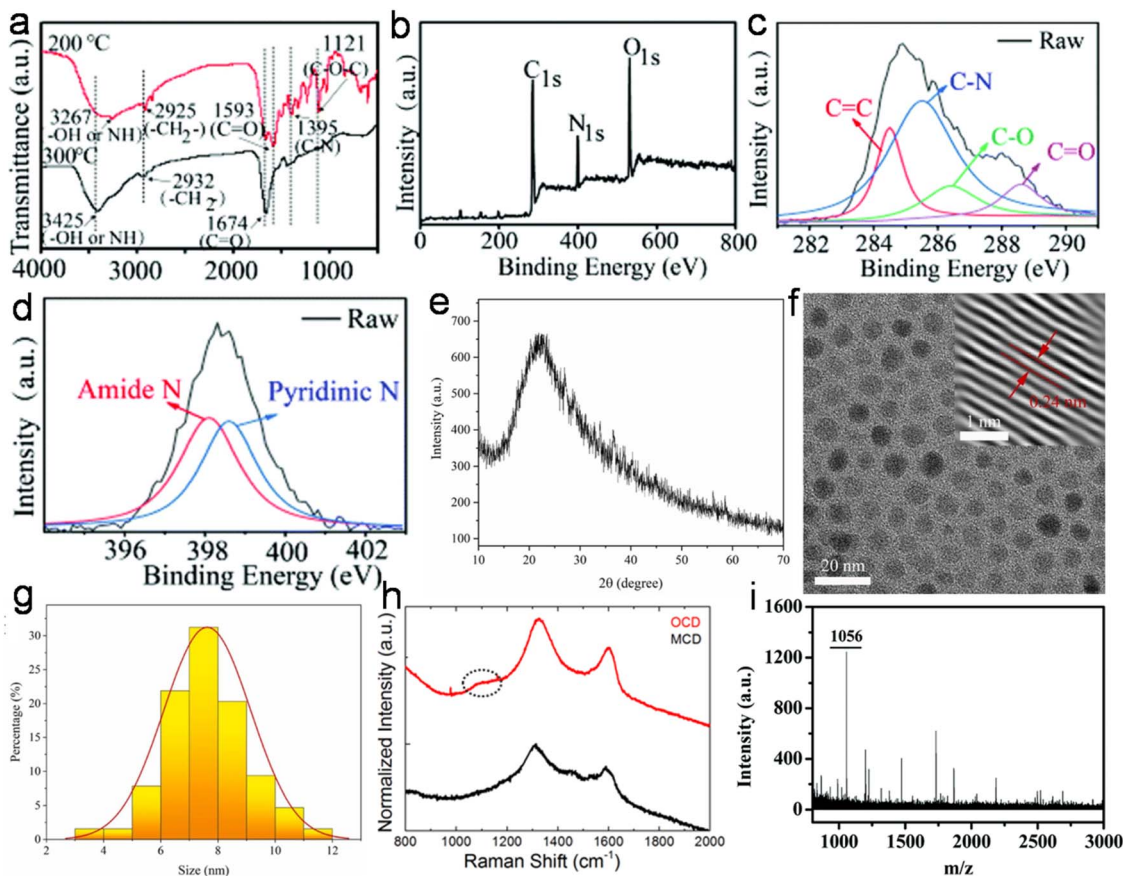 a
Transmittance (a.u.)
200 °C
1121
(C-O-C)
3267
-OH or NH)
2925
(-CH2-)
1593
(C=O)
1395
(C-N)
300°C
2932
(-CH2-)
3425
(-OH or NH)
1674
(C=O)
4000 3000 2000 1000
b
Intensity (a.u.)
C1s
N1s
O1s
0 200 400 600 800
Binding Energy (eV)
c
Intensity (a.u.)
Raw
C=C
C-N
C-O
C=O
282 284 286 288 290
Binding Energy (eV)
d
Intensity (a.u.)
Raw
Amide N
Pyridinic N
396 398 400 402
Binding Energy (eV)
e
Intensity (a.u.)
700
600
500
400
300
200
100
10 20 30 40 50 60 70
2θ (degree)
f
0.24 nm
1 nm
20 nm
g
Percentage (%)
30
25
20
15
10
5
0
2 4 6 8 10 12
Size (nm)
h
Normalized Intensity (a.u.)
OCD
MCD
800 1000 1200 1400 1600 1800 2000
Raman Shift (cm-1)
i
Intensity (a.u.)
1600
1200
800
400
0
1056
1000 1500 2000 2500 3000
m/z